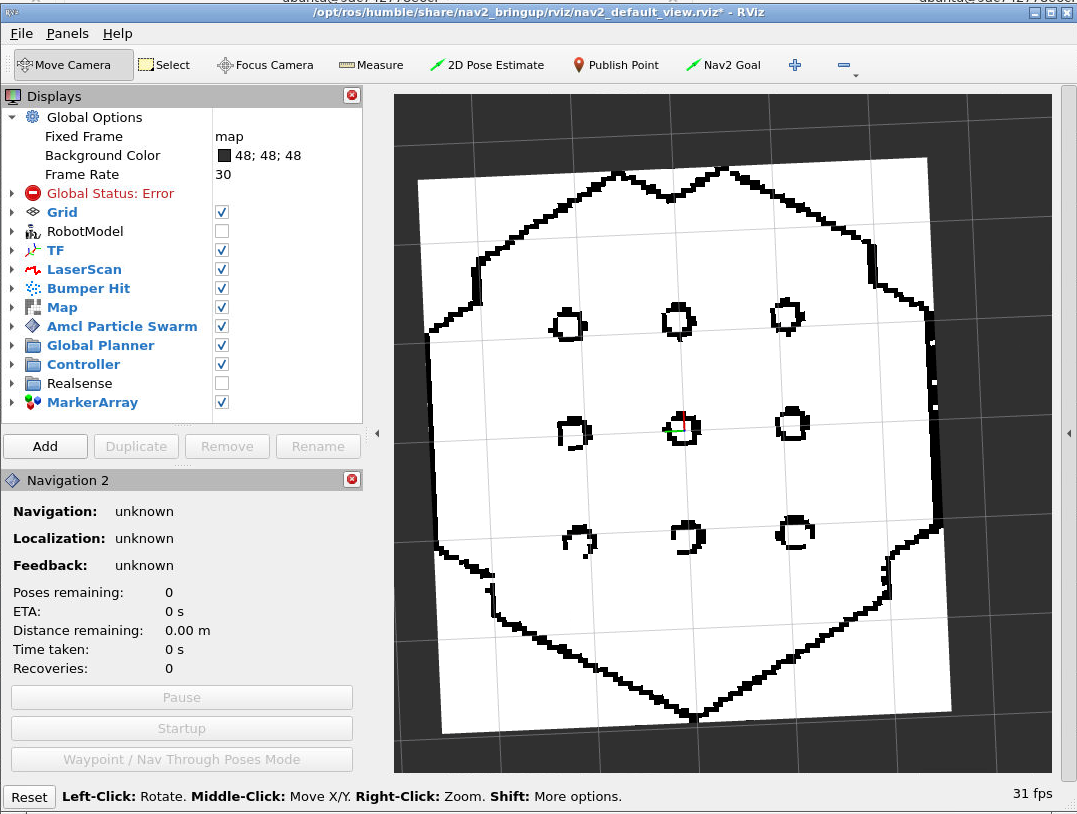 /opt/ros/humble/share/nav2_bringup/rviz/nav2_default_view.rviz* - RViz
File Panels Help
Move Camera Select Focus Camera Measure 2D Pose Estimate Publish Point Nav2 Goal
Displays
Global Options
Fixed Frame map
Background Color 48; 48; 48
Frame Rate 30
Global Status: Error
Grid
RobotModel
TF
LaserScan
Bumper Hit
Map
Amcl Particle Swarm
Global Planner
Controller
Realsense
MarkerArray
Add Duplicate Remove Rename
Navigation 2
Navigation: unknown
Localization: unknown
Feedback: unknown
Poses remaining: 0
ETA: 0 s
Distance remaining: 0.00 m
Time taken: 0 s
Recoveries: 0
Pause
Startup
Waypoint / Nav Through Poses Mode
Reset Left-Click: Rotate. Middle-Click: Move X/Y. Right-Click: Zoom. Shift: More options. 31 fps